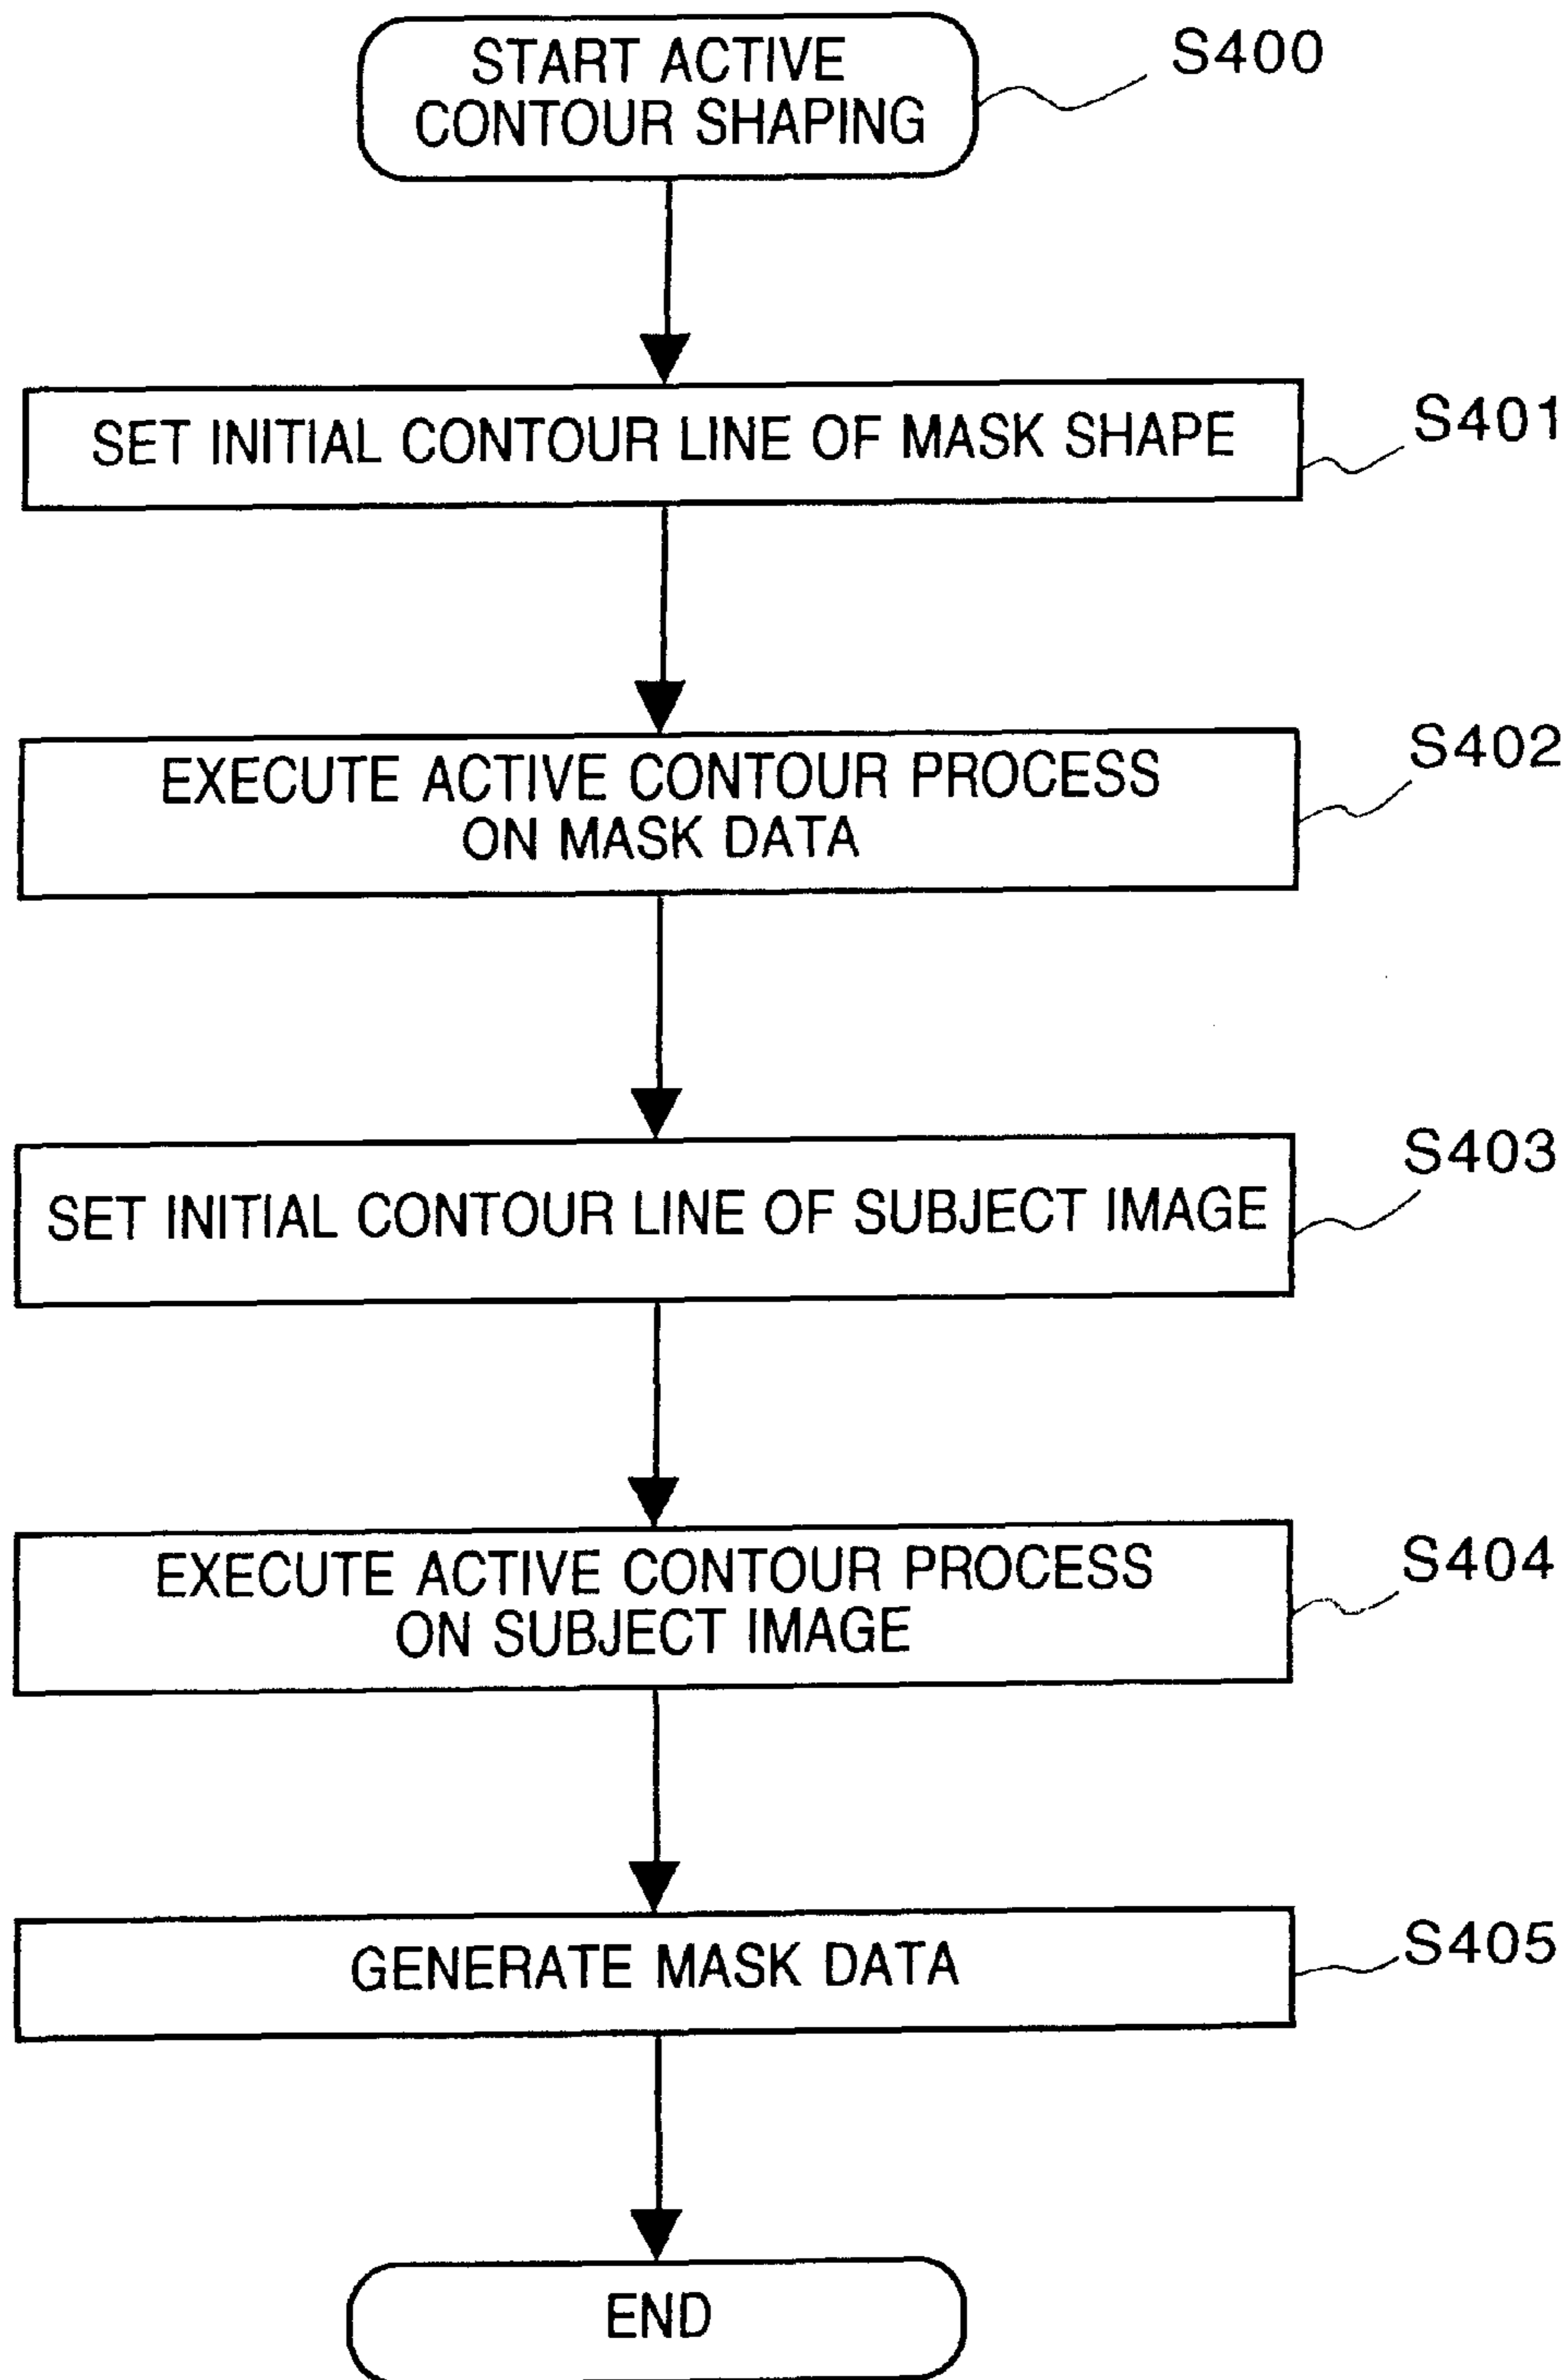 START ACTIVE
CONTOUR SHAPING
S400
SET INITIAL CONTOUR LINE OF MASK SHAPE
S401
EXECUTE ACTIVE CONTOUR PROCESS
ON MASK DATA
S402
SET INITIAL CONTOUR LINE OF SUBJECT IMAGE
S403
EXECUTE ACTIVE CONTOUR PROCESS
ON SUBJECT IMAGE
S404
GENERATE MASK DATA
S405
END